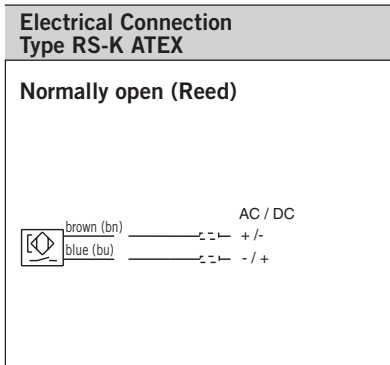 Electrical Connection
Type RS-K ATEX
Normally open (Reed)
AC / DC
brown (bn)
+ /-
blue (bu)
- / +